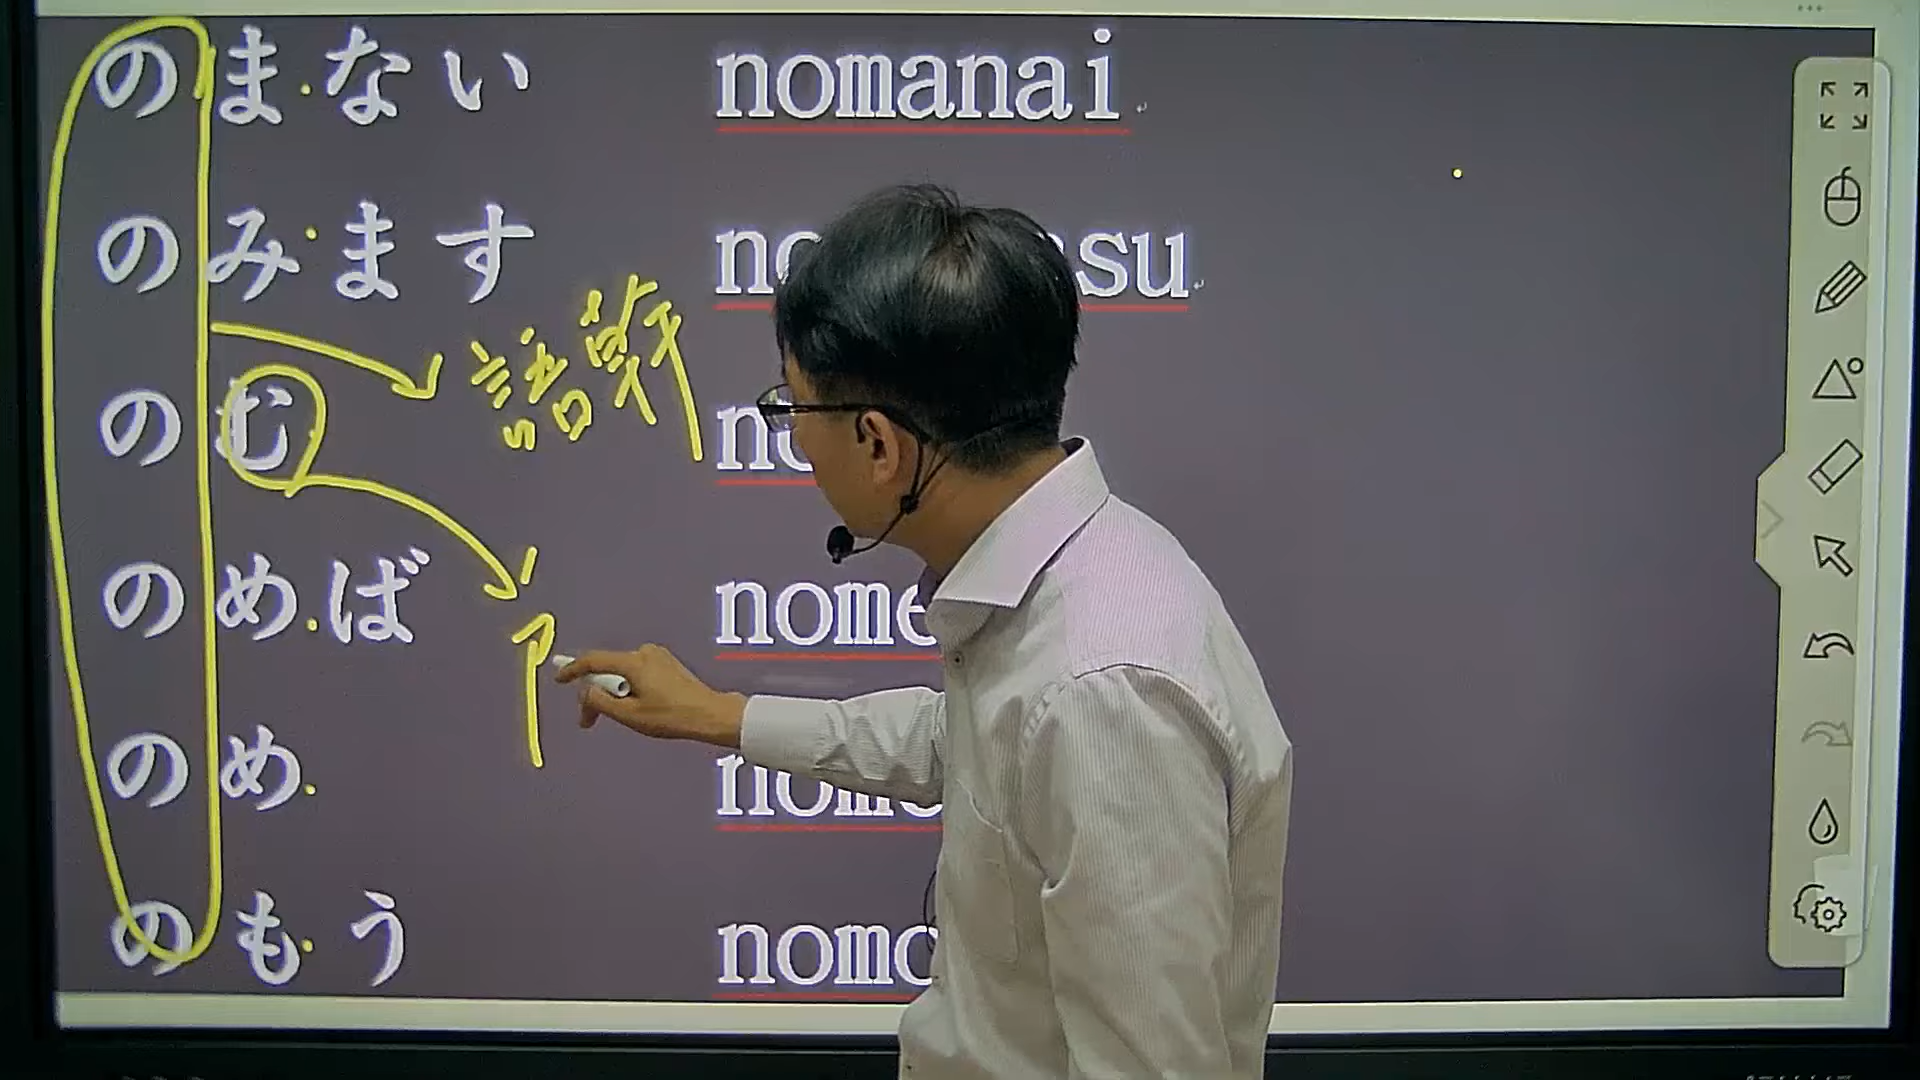 のまない nomanai
のみます no su
語幹
のむ no
のめば nome
のめ nome
のもう nomo